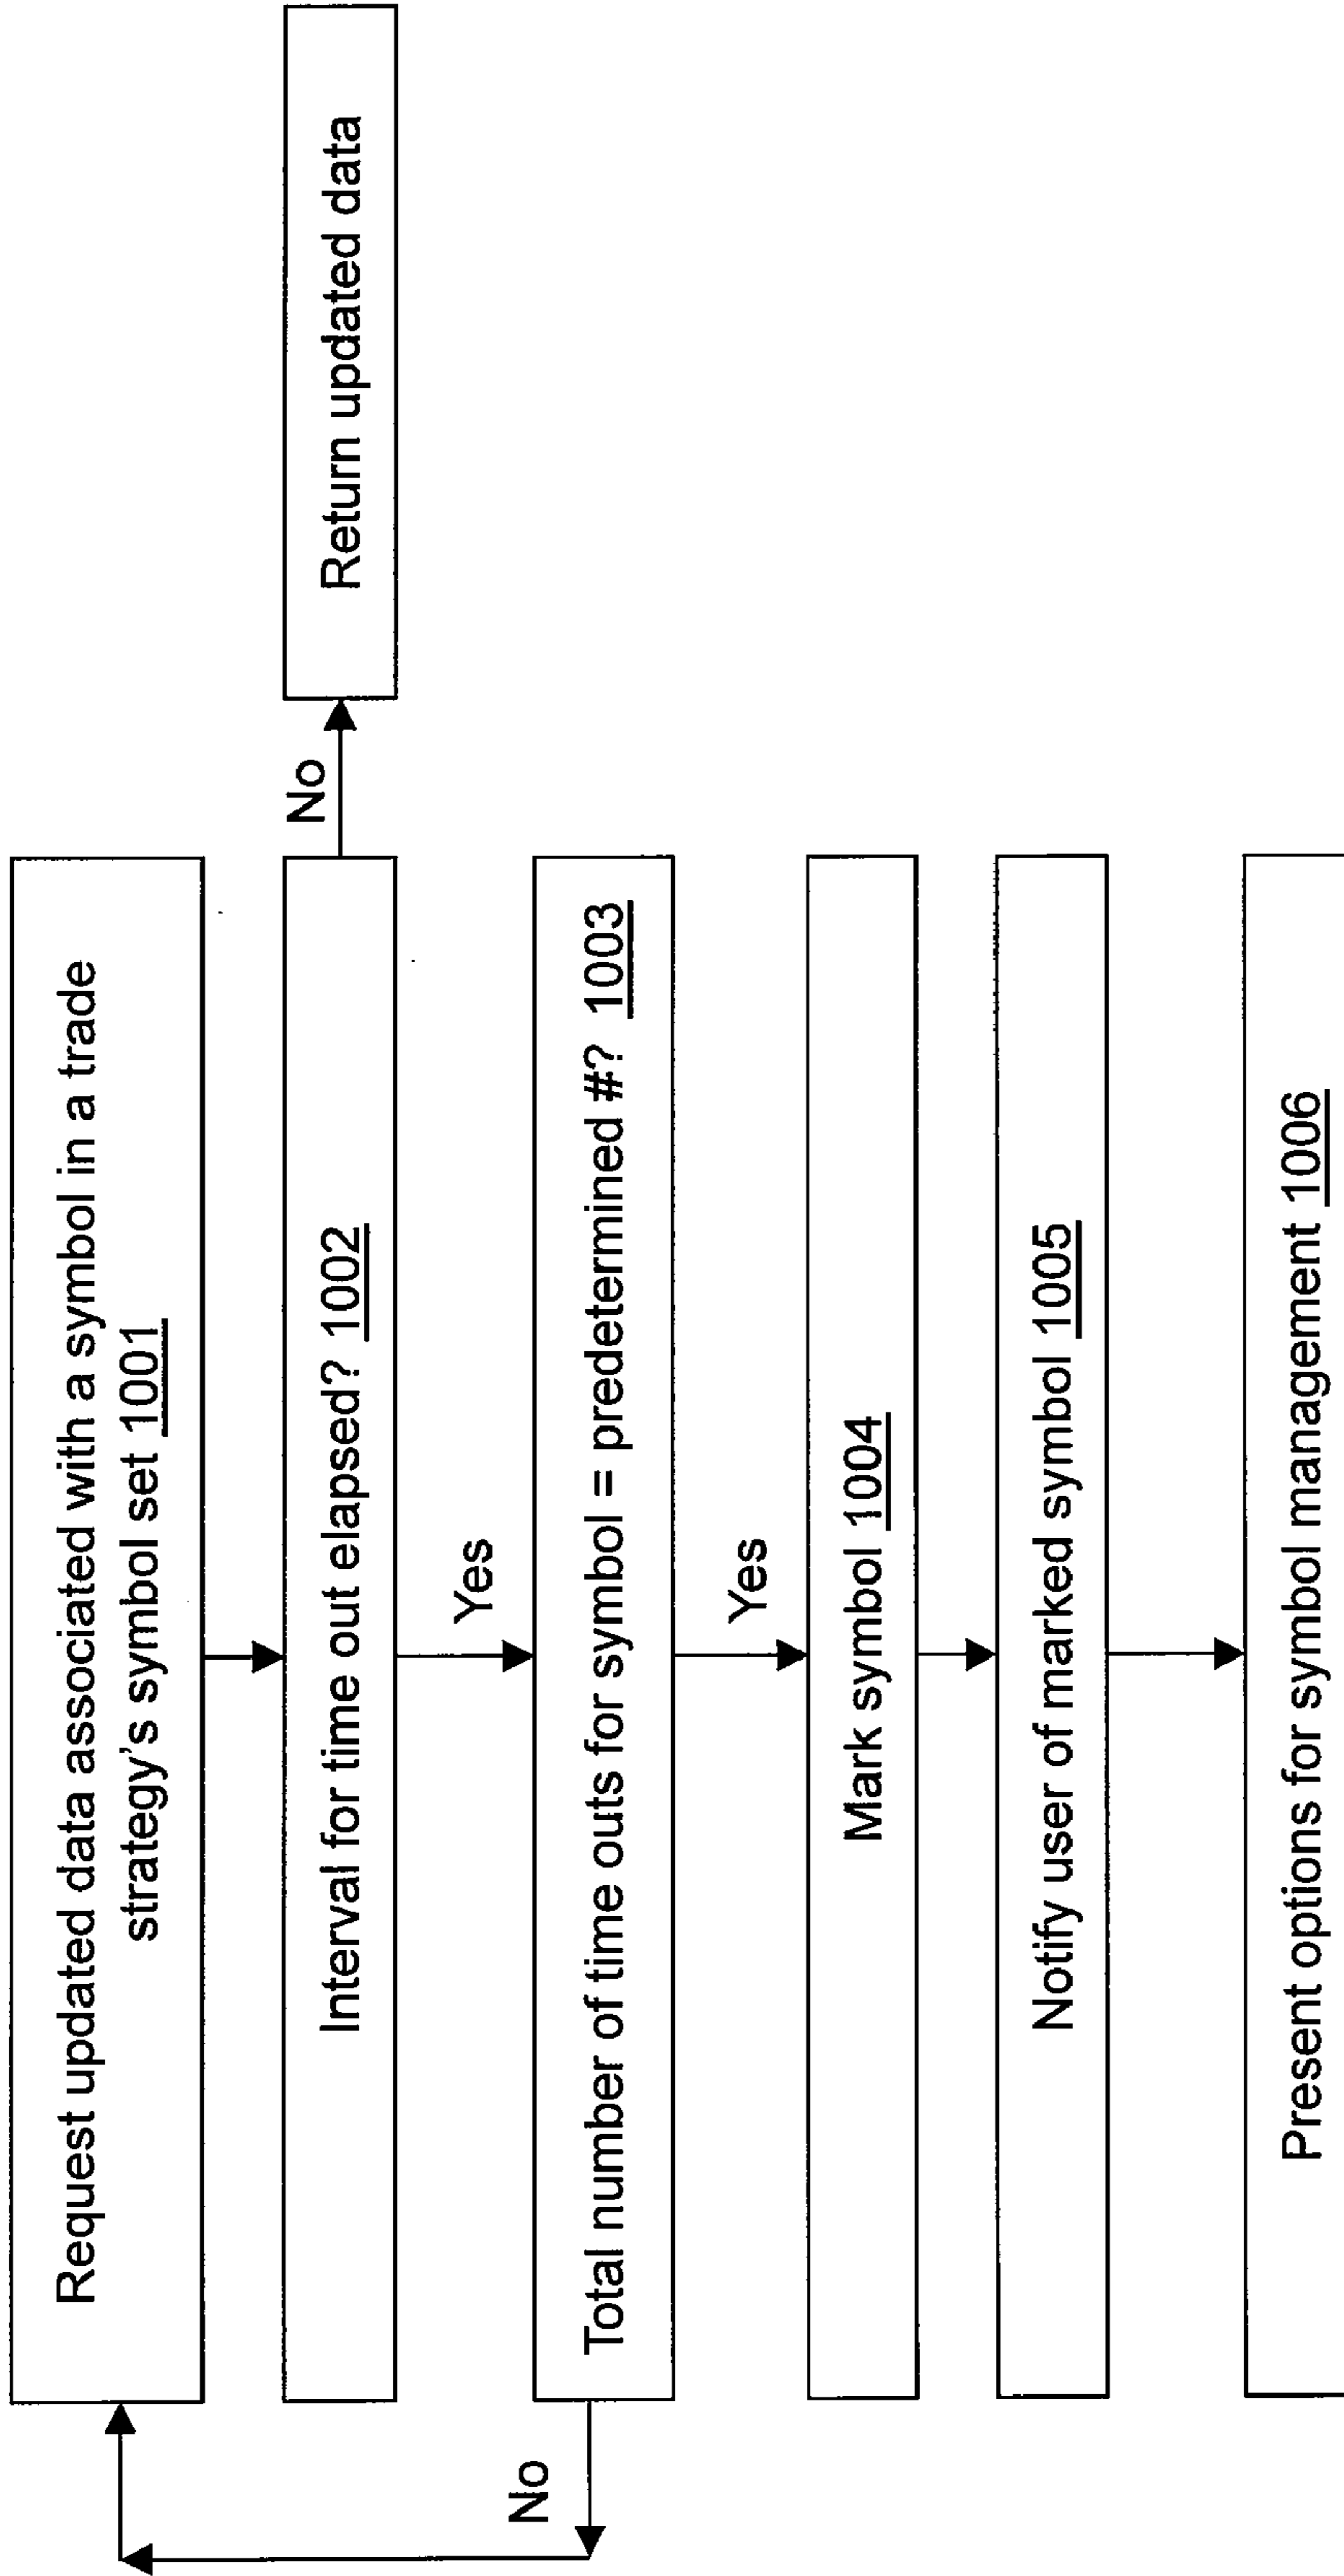 Request updated data associated with a symbol in a trade
strategy's symbol set 1001
Interval for time out elapsed? 1002
No
Return updated data
Yes
Total number of time outs for symbol = predetermined #? 1003
No
Yes
Mark symbol 1004
Notify user of marked symbol 1005
Present options for symbol management 1006